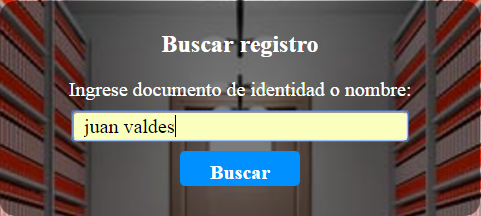 Buscar registro
Ingrese documento de identidad o nombre:
juan valdes
Buscar